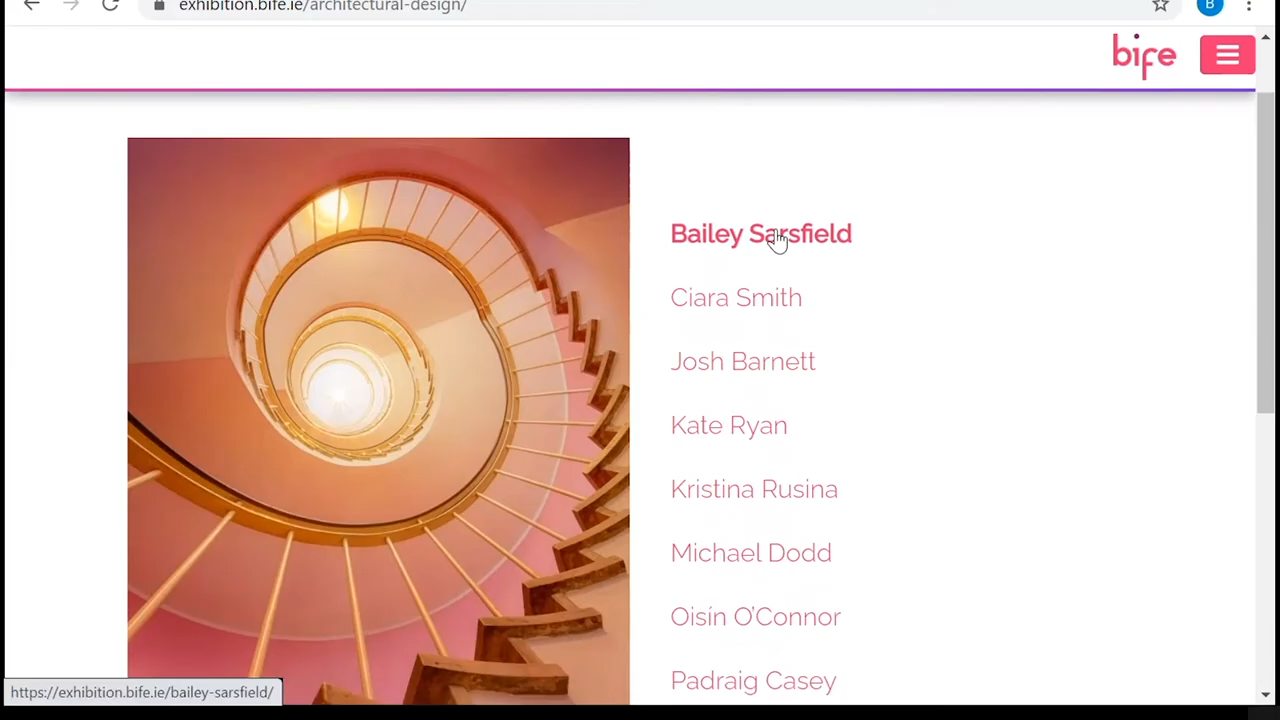 exhibition.bife.ie/architectural-design/
B
bife
Bailey Sarsfield
Ciara Smith
Josh Barnett
Kate Ryan
Kristina Rusina
Michael Dodd
Oisín O'Connor
Padraig Casey
https://exhibition.bife.ie/bailey-sarsfield/